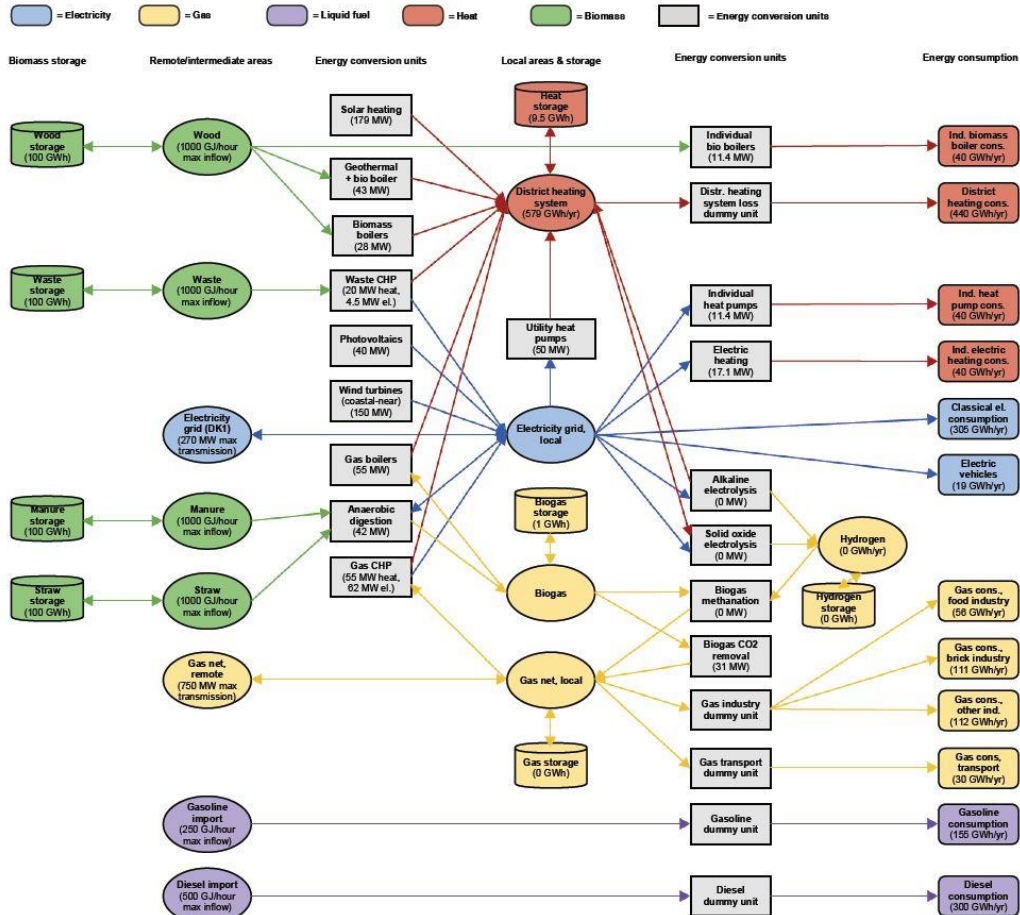 = Electricity
= Gas
= Liquid fuel
= Heat
= Biomass
= Energy conversion units
Biomass storage
Remote/intermediate areas
Energy conversion units
Local areas & storage
Energy conversion units
Energy consumption
Wood
storage
(100 GWh)
Wood
(1000 GJ/hour
max inflow)
Solar heating
(179 MW)
Geothermal
+ bio boiler
(43 MW)
Biomass
boilers
(28 MW)
Heat
storage
(9.5 GWh)
District heating
system
(579 GWh/yr)
Individual
bio boilers
(11.4 MW)
Distr. heating
system loss
dummy unit
Ind. biomass
boiler cons.
(40 GWh/yr)
District
heating cons.
(440 GWh/yr)
Waste
storage
(100 GWh)
Waste
(1000 GJ/hour
max inflow)
Waste CHP
(20 MW heat,
4.5 MW el.)
Photovoltaics
(40 MW)
Wind turbines
(coastal-near)
(150 MW)
Utility heat
pumps
(50 MW)
Individual
heat pumps
(11.4 MW)
Electric
heating
(17.1 MW)
Ind. heat
pump cons.
(40 GWh/yr)
Ind. electric
heating cons.
(40 GWh/yr)
Electricity
grid (DK1)
(270 MW max
transmission)
Electricity grid,
local
Classical el.
consumption
(305 GWh/yr)
Electric
vehicles
(19 GWh/yr)
Gas boilers
(55 MW)
Manure
storage
(100 GWh)
Manure
(1000 GJ/hour
max inflow)
Anaerobic
digestion
(42 MW)
Biogas
storage
(1 GWh)
Alkaline
electrolysis
(0 MW)
Solid oxide
electrolysis
(0 MW)
Hydrogen
(0 GWh/yr)
Straw
storage
(100 GWh)
Straw
(1000 GJ/hour
max inflow)
Gas CHP
(55 MW heat,
62 MW el.)
Biogas
Biogas
methanation
(0 MW)
Hydrogen
storage
(0 GWh)
Gas cons.,
food industry
(56 GWh/yr)
Gas net,
remote
(750 MW max
transmission)
Gas net, local
Biogas CO2
removal
(31 MW)
Gas cons.,
brick industry
(111 GWh/yr)
Gas industry
dummy unit
Gas cons.,
other ind.
(112 GWh/yr)
Gas storage
(0 GWh)
Gas transport
dummy unit
Gas cons,
transport
(30 GWh/yr)
Gasoline
import
(250 GJ/hour
max inflow)
Gasoline
dummy unit
Gasoline
consumption
(155 GWh/yr)
Diesel import
(500 GJ/hour
max inflow)
Diesel
dummy unit
Diesel
consumption
(300 GWh/yr)